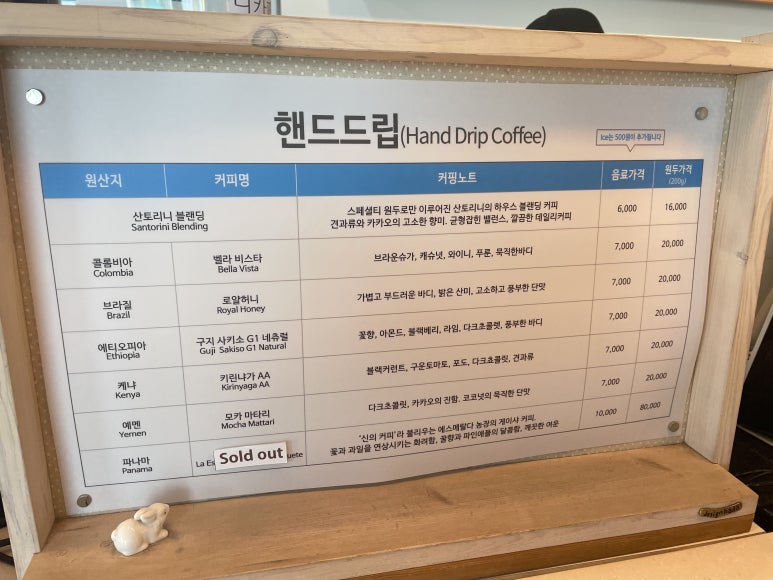 디카
핸드드립(Hand Drip Coffee)
Ice는 500원이 추가됩니다
원산지 커피명 커핑노트 음료가격 원두가격
(200g)
산토리니 블랜딩
Santorini Blending
스페셜티 원두로만 이루어진 산토리니의 하우스 블랜딩 커피
견과류와 카카오의 고소한 향미. 균형잡힌 밸런스, 깔끔한 데일리커피
6,000 16,000
콜롬비아
Colombia
벨라 비스타
Bella Vista
브라운슈가, 캐슈넛, 와이니, 푸룬, 묵직한바디
7,000 20,000
브라질
Brazil
로얄허니
Royal Honey
가볍고 부드러운 바디, 밝은 산미, 고소하고 풍부한 단맛
7,000 20,000
에티오피아
Ethiopia
구지 사키소 G1 네츄럴
Guji Sakiso G1 Natural
꽃향, 아몬드, 블랙베리, 라임, 다크초콜렛, 풍부한 바디
7,000 20,000
케냐
Kenya
키린냐가 AA
Kirinyaga AA
블랙커런트, 구운토마토, 포도, 다크쵸콜릿, 견과류
7,000 20,000
예멘
Yemen
모카 마타리
Mocha Mattari
다크초콜릿, 카카오의 진함, 코코넛의 묵직한 단맛
7,000 20,000
파나마
Panama
La Es
Sold out
uete
'신의 커피'라 불리우는 에스메랄다 농장의 게이샤 커피.
꽃과 과일을 연상시키는 화려함, 꿀향과 파인애플의 달콤함, 깨끗한 여운
10,000 80,000